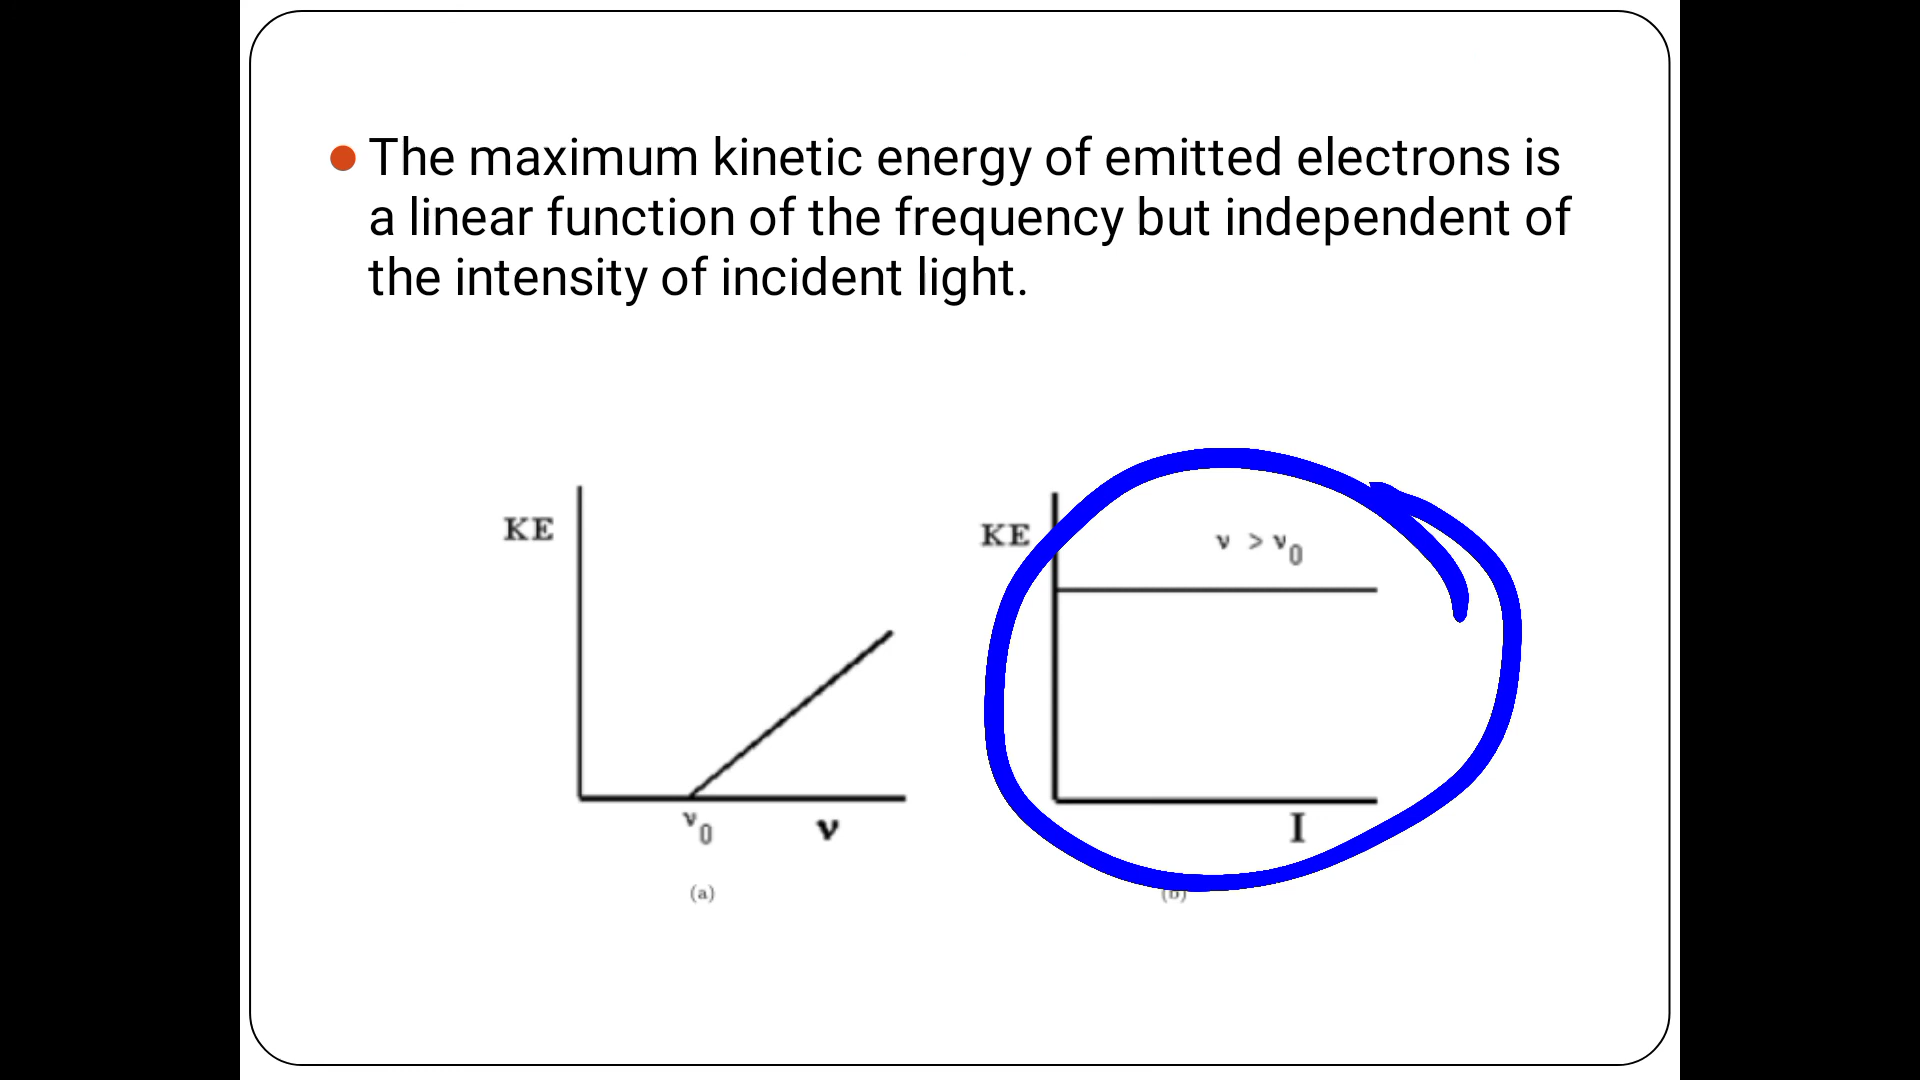 The maximum kinetic energy of emitted electrons is
a linear function of the frequency but independent of
the intensity of incident light.
KE
ν0
ν
(a)
KE
ν > ν0
I
(b)